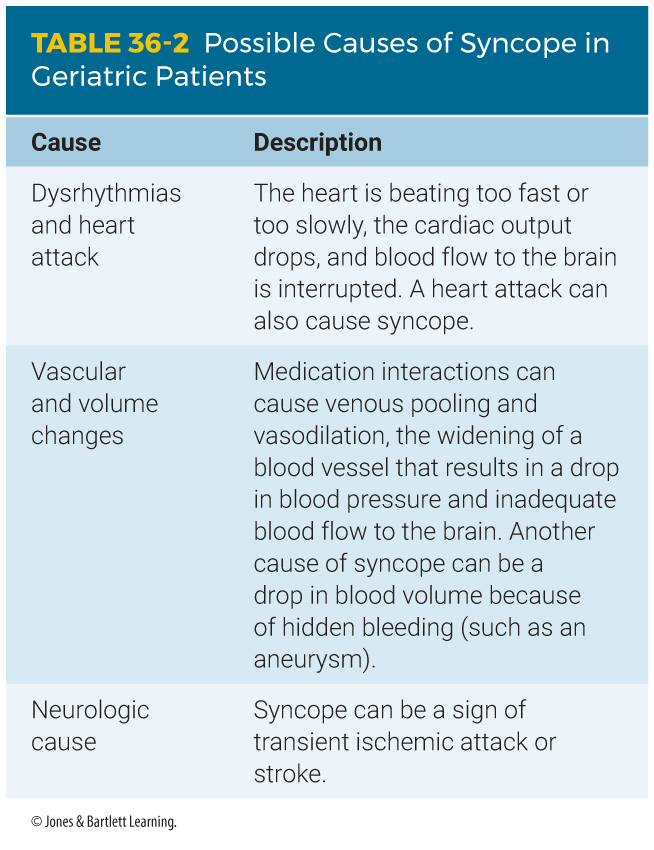 TABLE 36-2 Possible Causes of Syncope in
Geriatric Patients
Cause
Description
Dysrhythmias
and heart
attack
The heart is beating too fast or
too slowly, the cardiac output
drops, and blood flow to the brain
is interrupted. A heart attack can
also cause syncope.
Vascular
and volume
changes
Medication interactions can
cause venous pooling and
vasodilation, the widening of a
blood vessel that results in a drop
in blood pressure and inadequate
blood flow to the brain. Another
cause of syncope can be a
drop in blood volume because
of hidden bleeding (such as an
aneurysm).
Neurologic
cause
Syncope can be a sign of
transient ischemic attack or
stroke.
© Jones & Bartlett Learning.